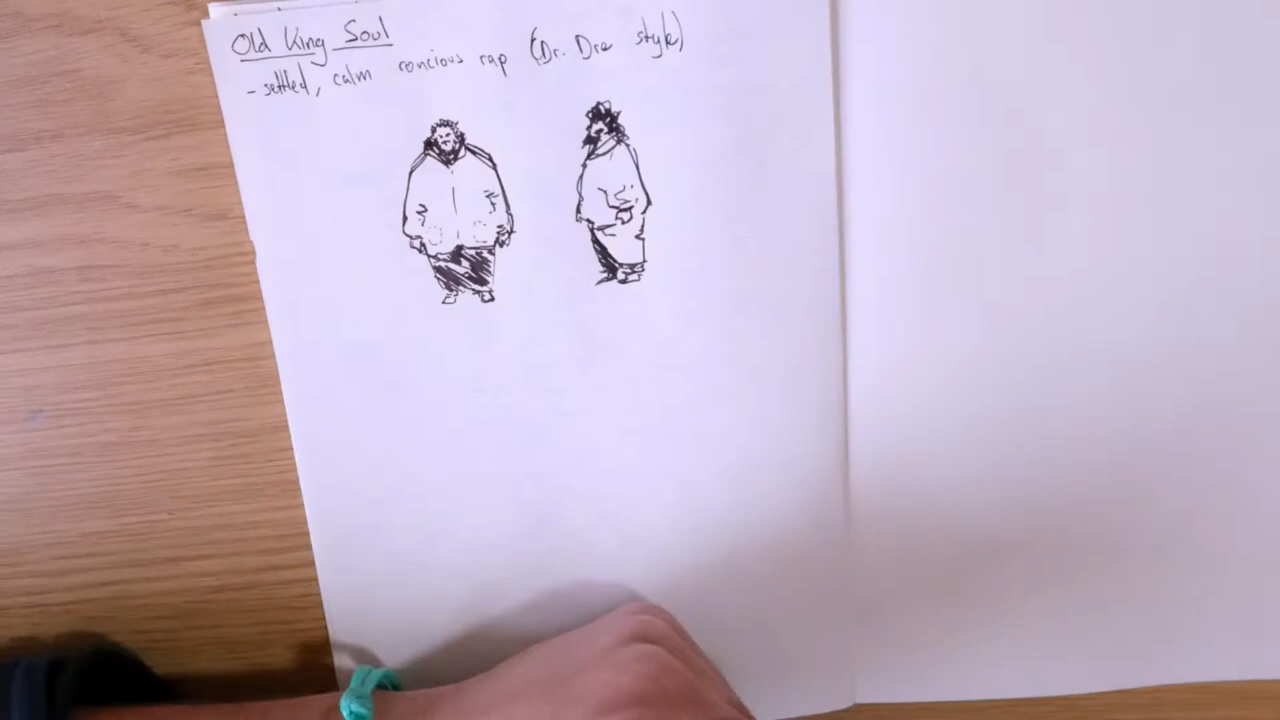 Old King Soul
- settled, calm concious rap (Dr. Dre style)